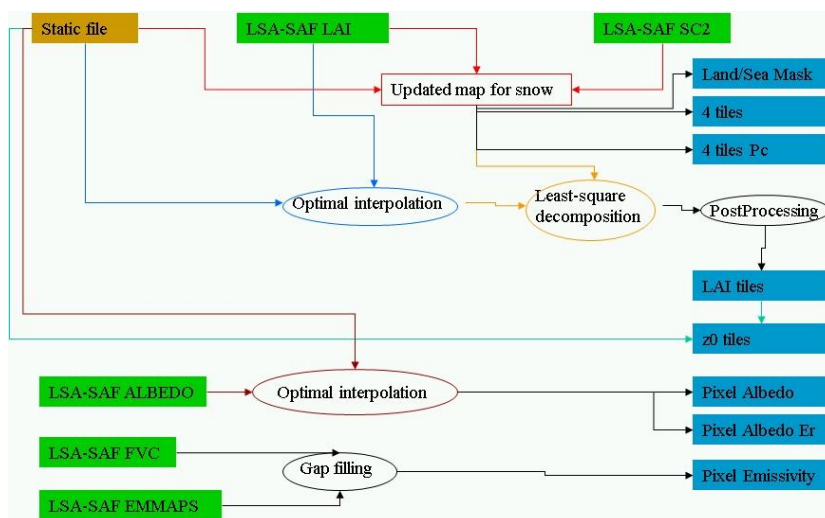 Static file
LSA-SAF LAI
LSA-SAF SC2
Updated map for snow
Land/Sea Mask
4 tiles
4 tiles Pc
Optimal interpolation
Least-square
decomposition
PostProcessing
LAI tiles
z0 tiles
LSA-SAF ALBEDO
Optimal interpolation
Pixel Albedo
Pixel Albedo Er
LSA-SAF FVC
Gap filling
Pixel Emissivity
LSA-SAF EMMAPS